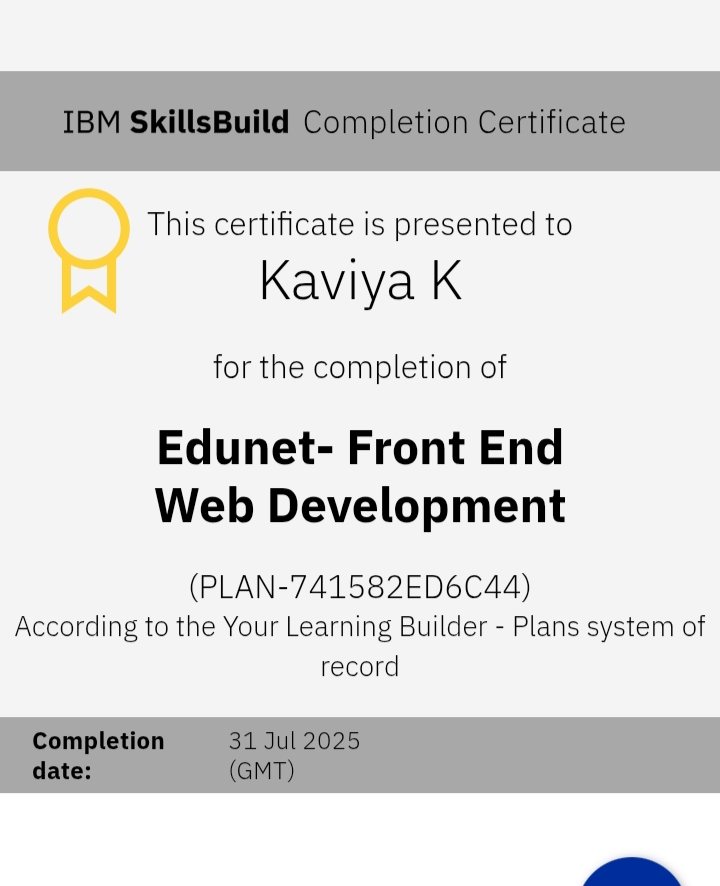 IBM SkillsBuild Completion Certificate
This certificate is presented to
Kaviya K
for the completion of
Edunet- Front End
Web Development
(PLAN-741582ED6C44)
According to the Your Learning Builder - Plans system of
record
Completion date:
31 Jul 2025 (GMT)